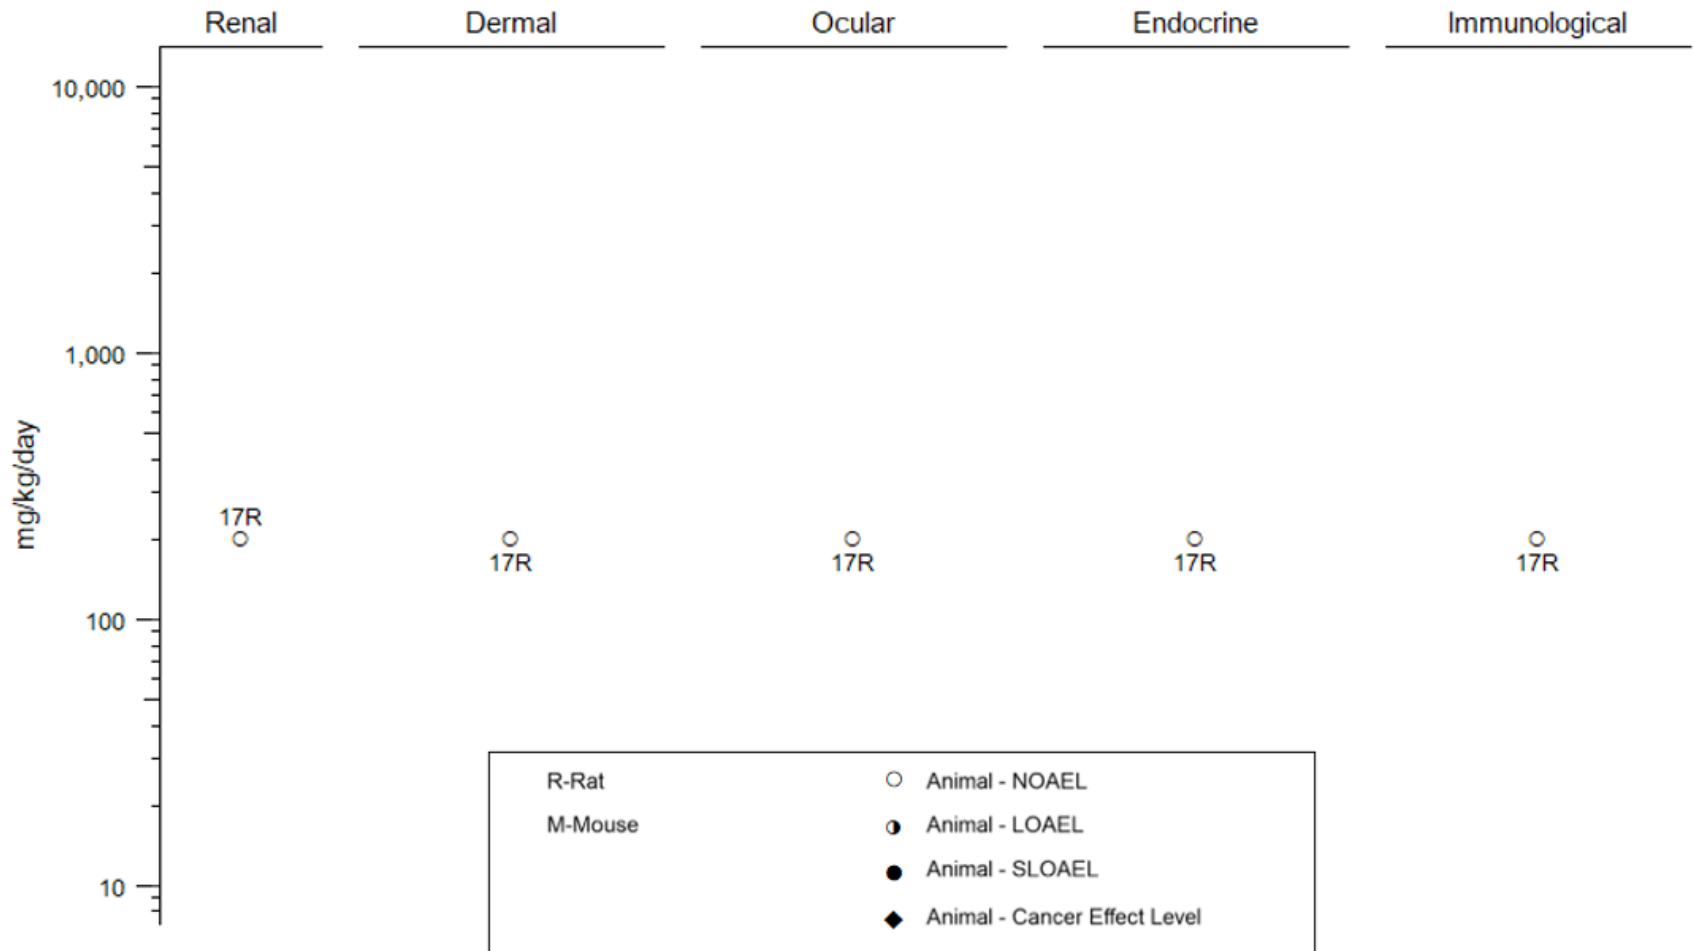 Renal Dermal Ocular Endocrine Immunological
10,000
1,000
mg/kg/day
17R
17R 17R 17R 17R
100
10
R-Rat Animal - NOAEL
M-Mouse Animal - LOAEL
Animal - SLOAEL
Animal - Cancer Effect Level